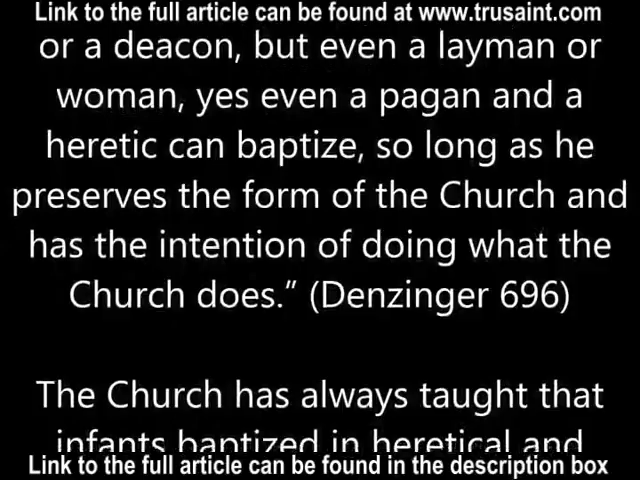 Link to the full article can be found at www.trusaint.com
or a deacon, but even a layman or
woman, yes even a pagan and a
heretic can baptize, so long as he
preserves the form of the Church and
has the intention of doing what the
Church does.” (Denzinger 696)
The Church has always taught that
infants baptized in heretical and
Link to the full article can be found in the description box